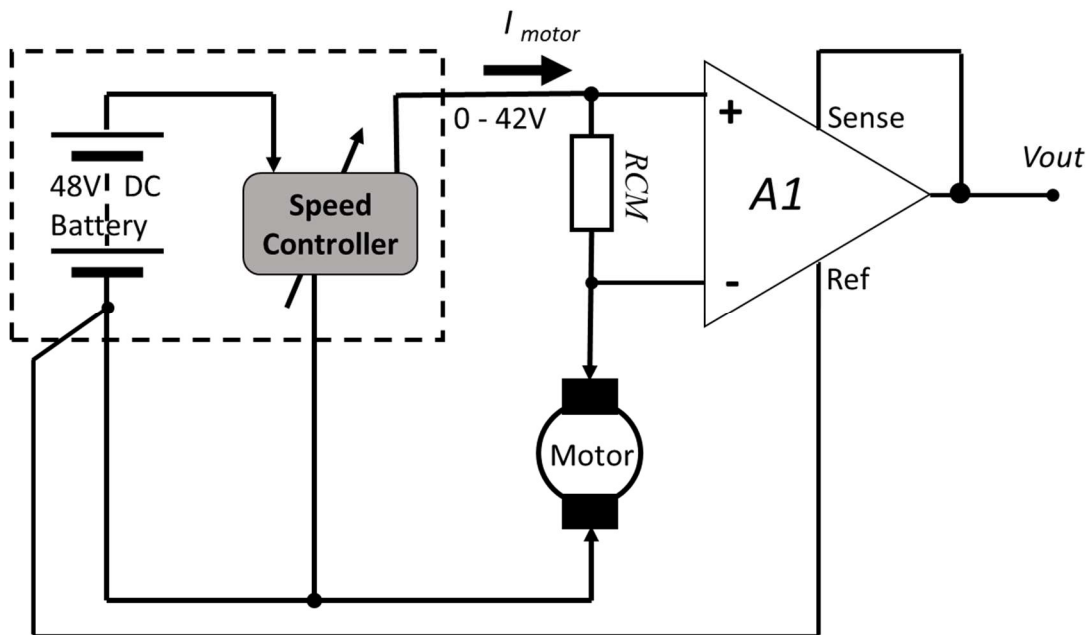 I motor
0 - 42V
+
Sense
48V DC
Battery
Speed
Controller
RCM
A1
Vout
-
Ref
Motor